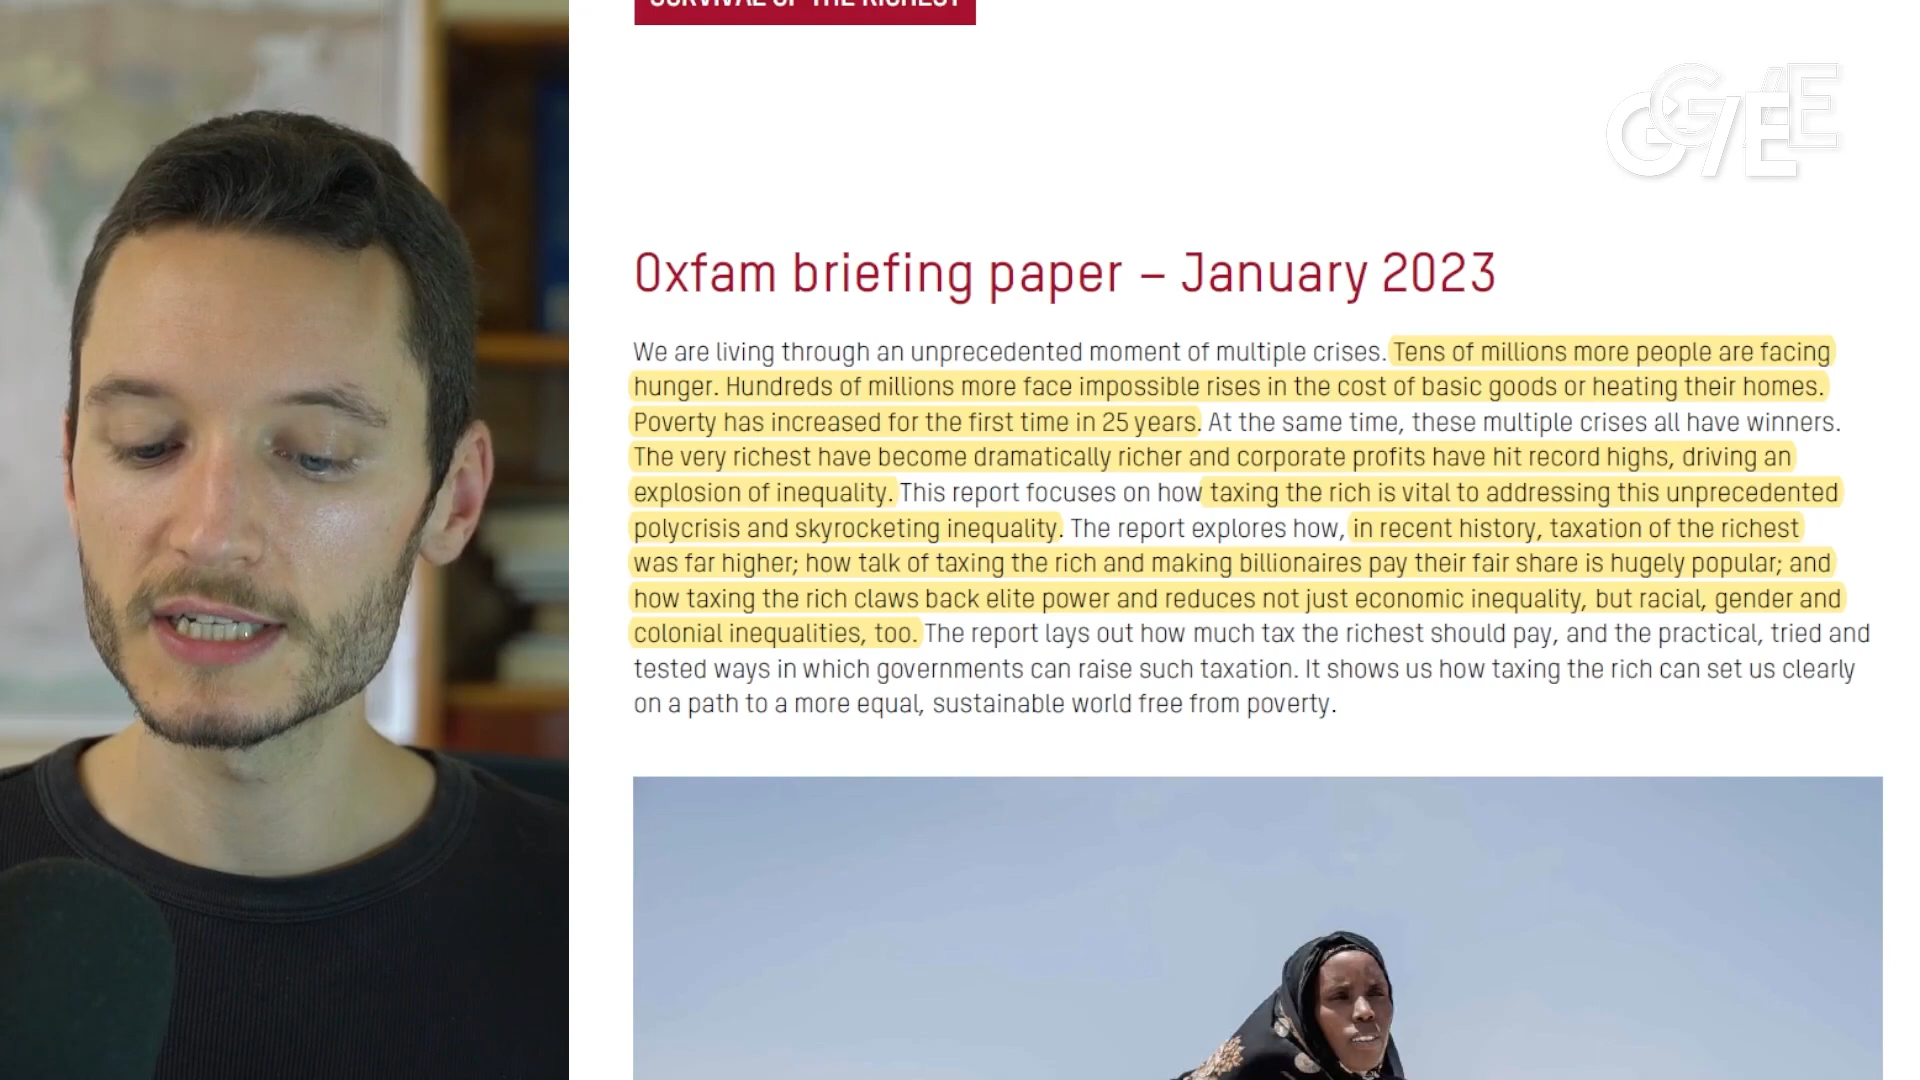 SURVIVAL OF THE RICHEST
G/E
G/E
Oxfam briefing paper – January 2023
We are living through an unprecedented moment of multiple crises. Tens of millions more people are facing
hunger. Hundreds of millions more face impossible rises in the cost of basic goods or heating their homes.
Poverty has increased for the first time in 25 years. At the same time, these multiple crises all have winners.
The very richest have become dramatically richer and corporate profits have hit record highs, driving an
explosion of inequality. This report focuses on how taxing the rich is vital to addressing this unprecedented
polycrisis and skyrocketing inequality. The report explores how, in recent history, taxation of the richest
was far higher; how talk of taxing the rich and making billionaires pay their fair share is hugely popular; and
how taxing the rich claws back elite power and reduces not just economic inequality, but racial, gender and
colonial inequalities, too. The report lays out how much tax the richest should pay, and the practical, tried and
tested ways in which governments can raise such taxation. It shows us how taxing the rich can set us clearly
on a path to a more equal, sustainable world free from poverty.